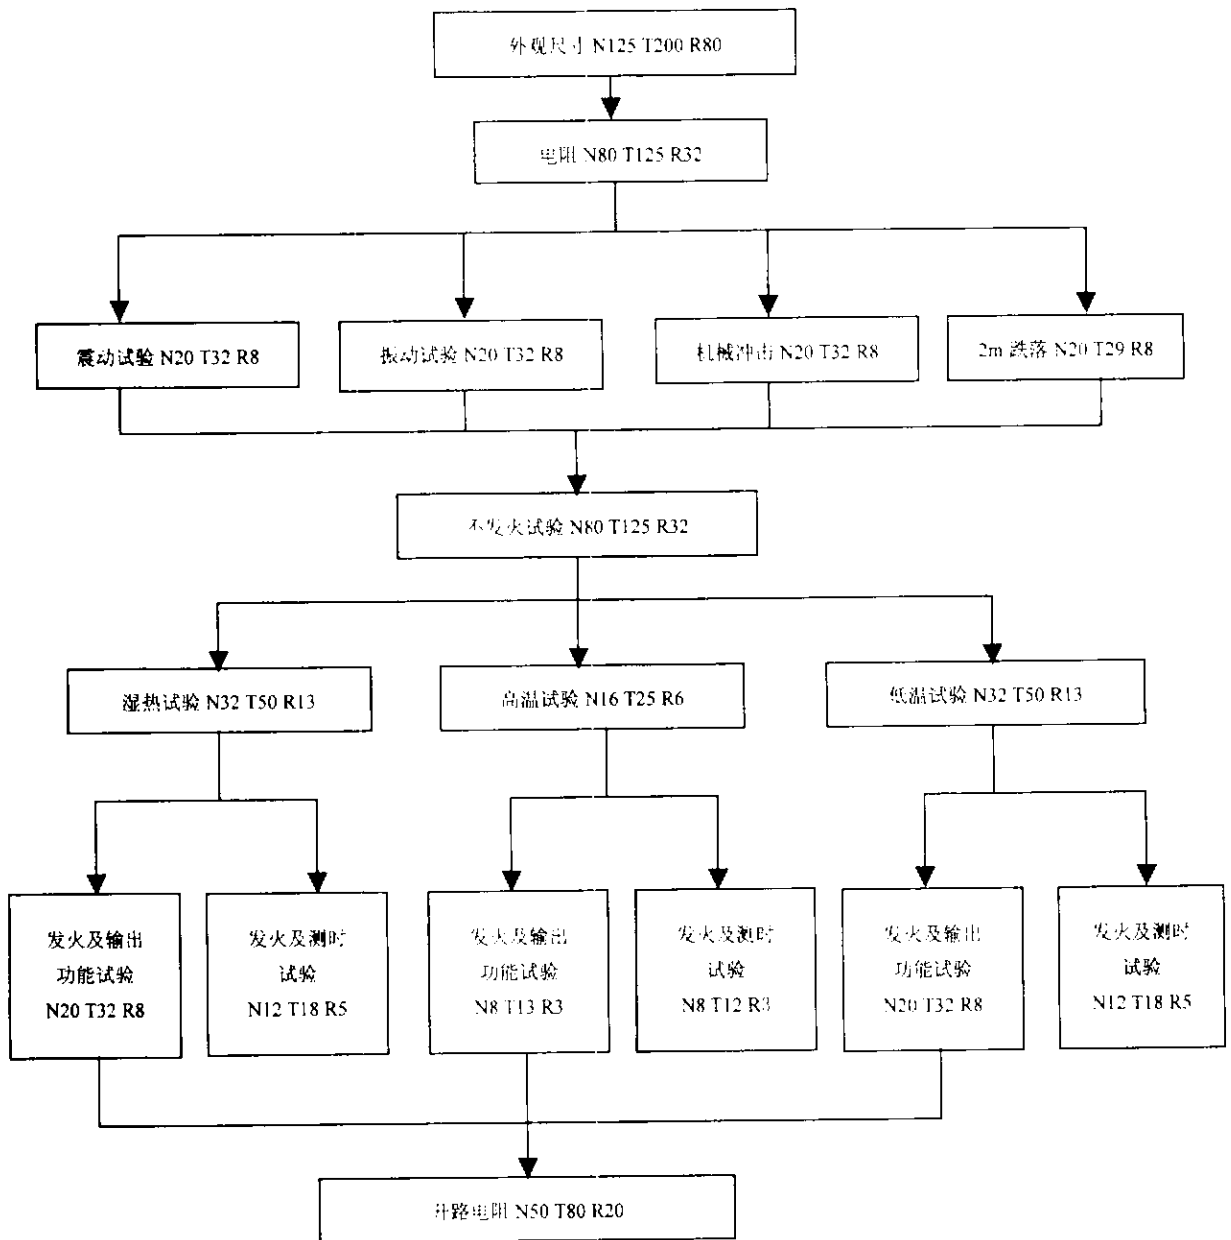 外观尺寸 N125 T200 R80
电阻 N80 T125 R32
震动试验 N20 T32 R8
振动试验 N20 T32 R8
机械冲击 N20 T32 R8
2m 跌落 N20 T29 R8
不发火试验 N80 T125 R32
湿热试验 N32 T50 R13
高温试验 N16 T25 R6
低温试验 N32 T50 R13
发火及输出
功能试验
N20 T32 R8
发火及测时
试验
N12 T18 R5
发火及输出
功能试验
N8 T13 R3
发火及测时
试验
N8 T12 R3
发火及输出
功能试验
N20 T32 R8
发火及测时
试验
N12 T18 R5
开路电阻 N50 T80 R20